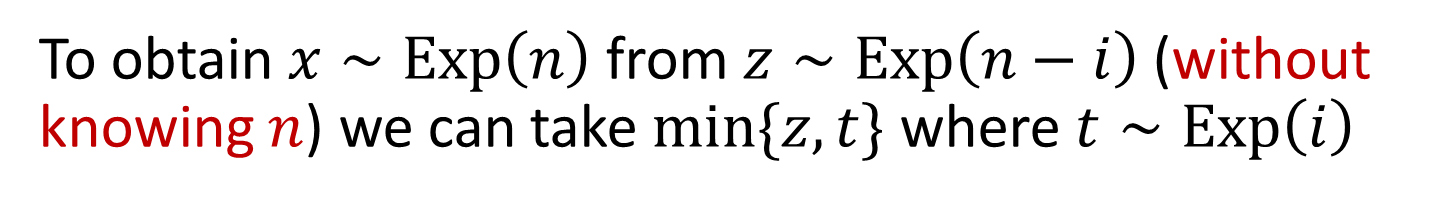 To obtain 𝑥 ~ Exp(𝑛) from 𝑧 ~ Exp(𝑛 − 𝑖) (without
knowing 𝑛) we can take min{𝑧, 𝑡} where 𝑡 ~ Exp(𝑖)